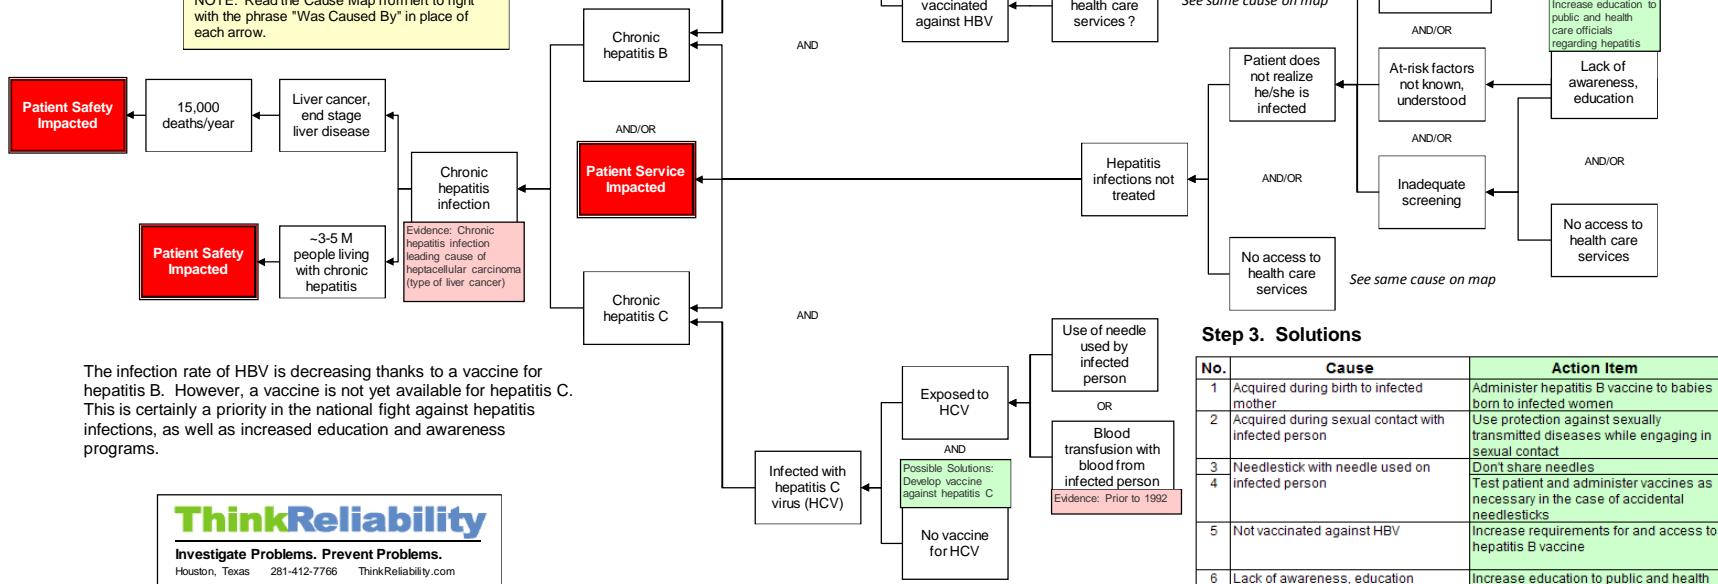 NOTE: Read the Cause Map from left to right
with the phrase "Was Caused By" in place of
each arrow.
Chronic
hepatitis B
AND
vaccinated
against HBV
health care
services ?
See same cause on map
AND/OR
Increase education to
public and health
care officials
regarding hepatitis
Patient Safety
Impacted
15,000
deaths/year
Liver cancer,
end stage
liver disease
AND/OR
Patient does
not realize
he/she is
infected
At-risk factors
not known,
understood
Lack of
awareness,
education
AND/OR
Chronic
hepatitis
infection
Patient Service
Impacted
Hepatitis
infections not
treated
AND/OR
Inadequate
screening
AND/OR
Evidence: Chronic
hepatitis infection
leading cause of
heptacellular carcinoma
(type of liver cancer)
Patient Safety
Impacted
~3-5 M
people living
with chronic
hepatitis
No access to
health care
services
No access to
health care
services
See same cause on map
Chronic
hepatitis C
AND
Use of needle
used by
infected
person
Exposed to
HCV
OR
Blood
transfusion with
blood from
infected person
Evidence: Prior to 1992
AND
Possible Solutions:
Develop vaccine
against hepatitis C
Infected with
hepatitis C
virus (HCV)
No vaccine
for HCV
The infection rate of HBV is decreasing thanks to a vaccine for
hepatitis B. However, a vaccine is not yet available for hepatitis C.
This is certainly a priority in the national fight against hepatitis
infections, as well as increased education and awareness
programs.
ThinkReliability
Investigate Problems. Prevent Problems.
Houston, Texas 281-412-7766 ThinkReliability.com
Step 3. Solutions
No. Cause Action Item
1 Acquired during birth to infected
mother
Administer hepatitis B vaccine to babies
born to infected women
2 Acquired during sexual contact with
infected person
Use protection against sexually
transmitted diseases while engaging in
sexual contact
3 Needlestick with needle used on
infected person
Don't share needles
4 Test patient and administer vaccines as
necessary in the case of accidental
needlesticks
5 Not vaccinated against HBV
Increase requirements for and access to
hepatitis B vaccine
6 Lack of awareness, education
Increase education to public and health